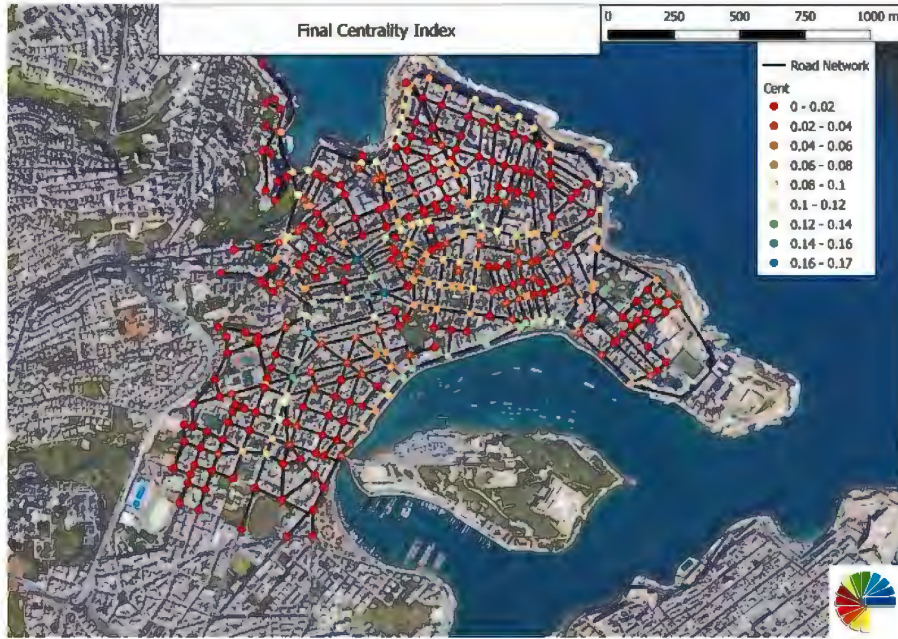 Final Centrality Index
0 250 500 750 1000 m
Road Network
Cent
0 - 0.02
0.02 - 0.04
0.04 - 0.06
0.06 - 0.08
0.08 - 0.1
0.1 - 0.12
0.12 - 0.14
0.14 - 0.16
0.16 - 0.17